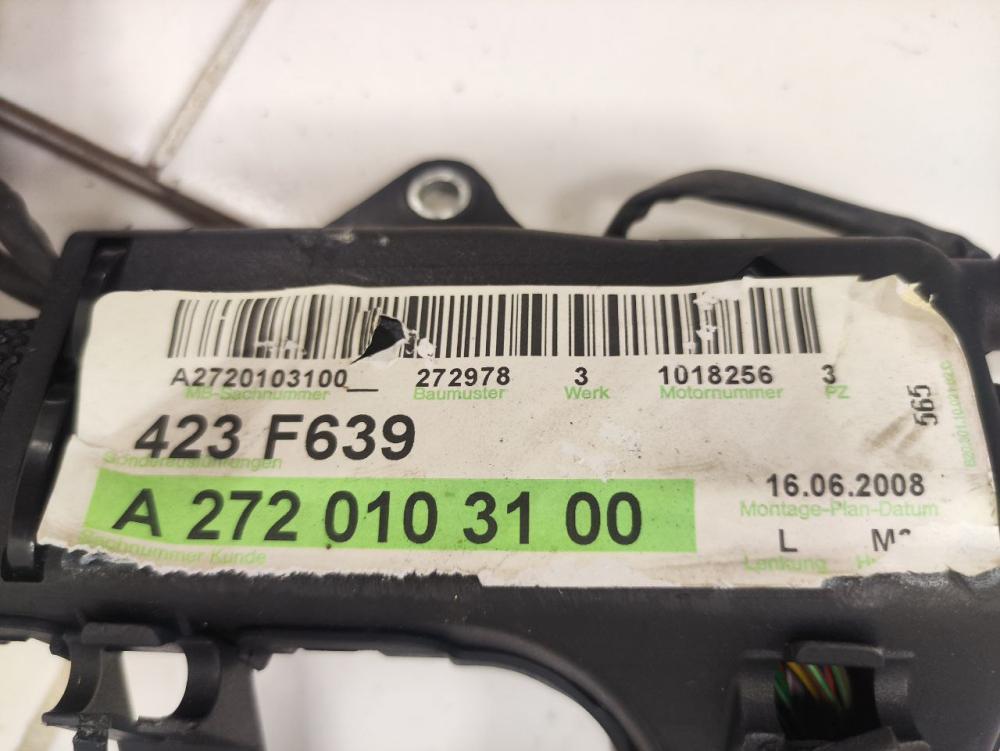 A2720103100__ 272978 3 1018256 3
MB-Sachnummer Baumuster Werk Motornummer PZ
565
423 F639
Sonderausführungen
A 272 010 31 00
Sachnummer Kunde
16.06.2008
Montage-Plan-Datum
L
Lenkung